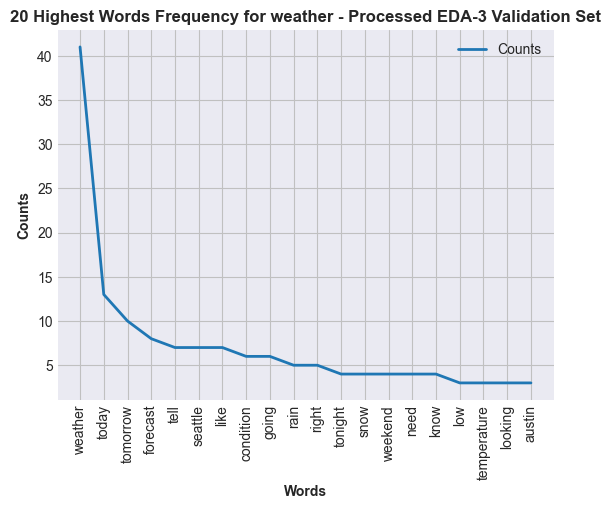 20 Highest Words Frequency for weather - Processed EDA-3 Validation Set
Counts
40
35
30
25
20
15
10
5
Counts
weather
today
tomorrow
forecast
tell
seattle
like
condition
going
rain
right
tonight
snow
weekend
need
know
low
temperature
looking
austin
Words